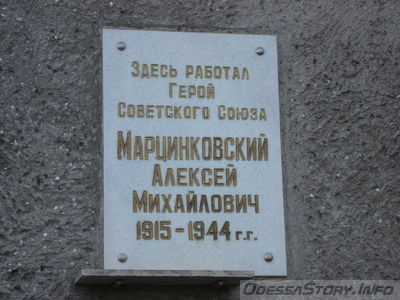 Здесь работал
Герой
Советского Союза
Марцинковский
Алексей
Михайлович
1915-1944 г.г.
OdessaStory.Info